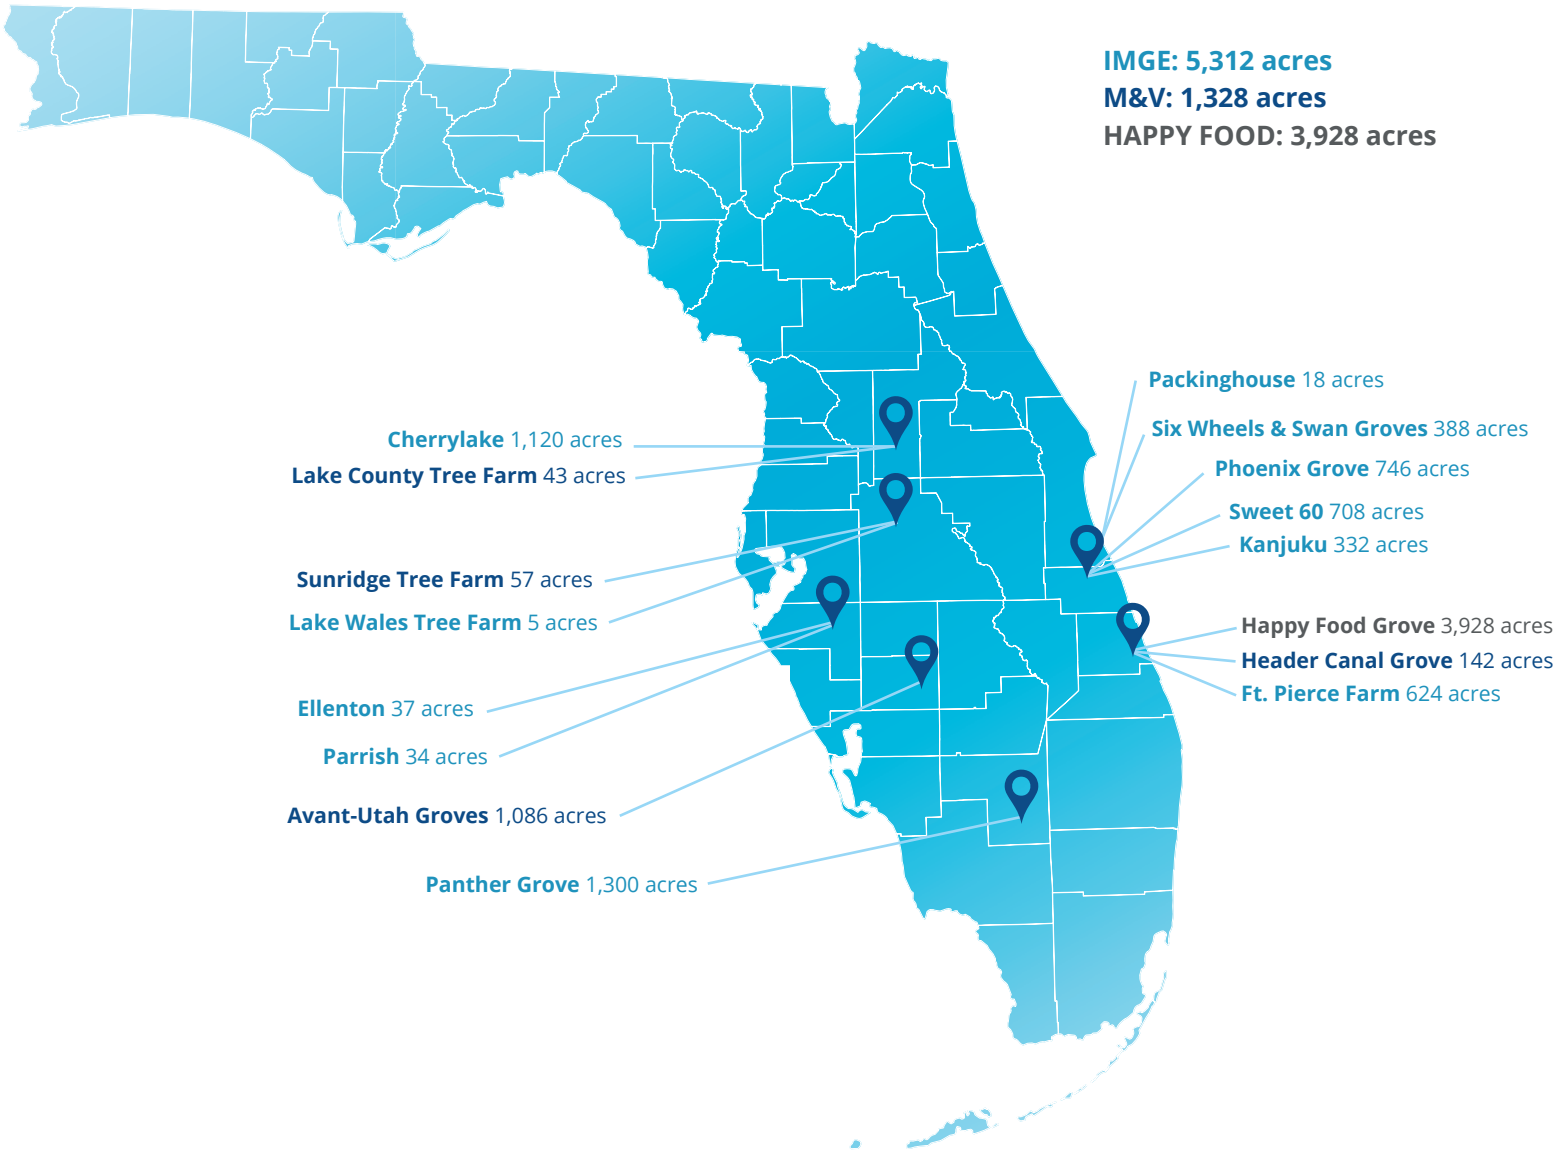 IMGE: 5,312 acres
M&V: 1,328 acres
HAPPY FOOD: 3,928 acres
Packinghouse 18 acres
Six Wheels & Swan Groves 388 acres
Phoenix Grove 746 acres
Sweet 60 708 acres
Kanjuku 332 acres
Cherrylake 1,120 acres
Lake County Tree Farm 43 acres
Sunridge Tree Farm 57 acres
Lake Wales Tree Farm 5 acres
Happy Food Grove 3,928 acres
Header Canal Grove 142 acres
Ft. Pierce Farm 624 acres
Ellenton 37 acres
Parrish 34 acres
Avant-Utah Groves 1,086 acres
Panther Grove 1,300 acres